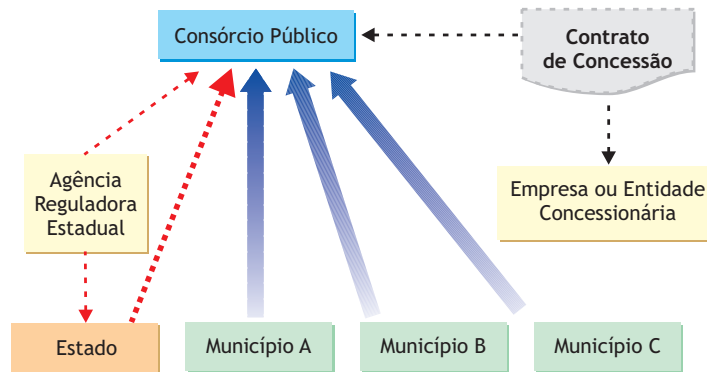 Consórcio Público
Contrato
de Concessão
Agência
Reguladora
Estadual
Empresa ou Entidade
Concessionária
Estado
Município A
Município B
Município C